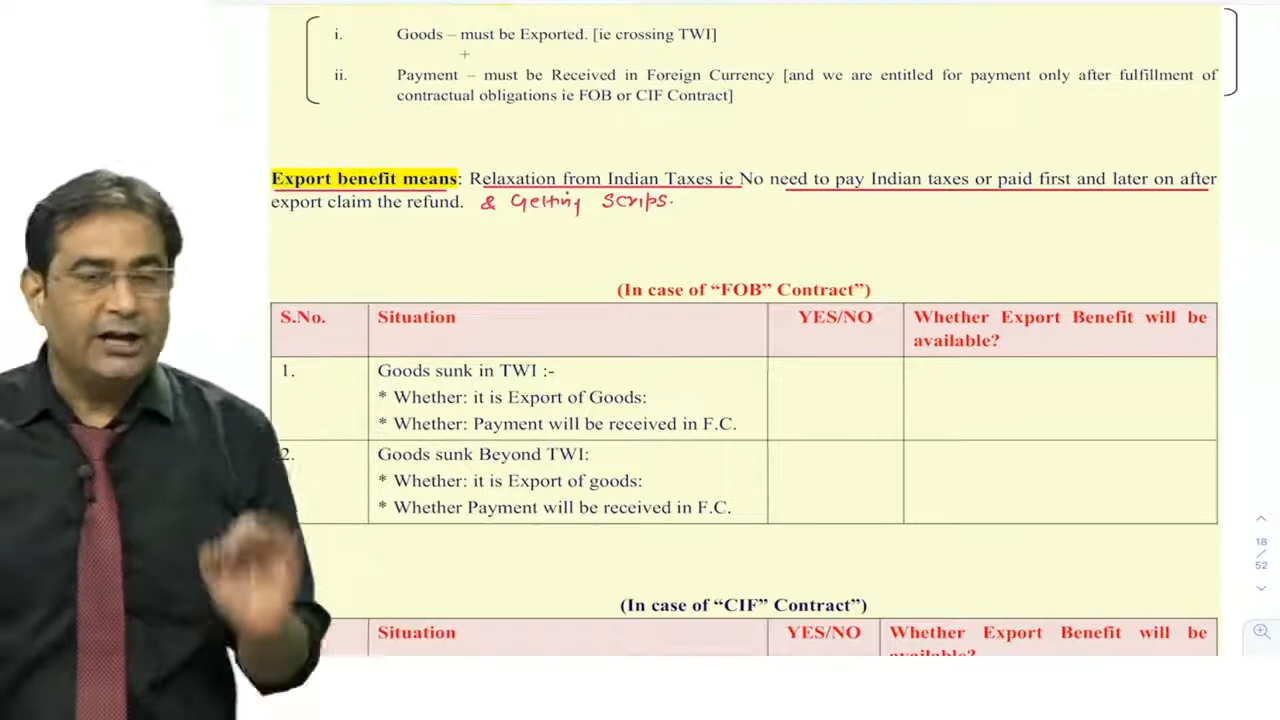 i. Goods – must be Exported. [ie crossing TWI]
+
ii. Payment – must be Received in Foreign Currency [and we are entitled for payment only after fulfillment of
contractual obligations ie FOB or CIF Contract]
Export benefit means: Relaxation from Indian Taxes ie No need to pay Indian taxes or paid first and later on after
export claim the refund. & Getting Scrips.
(In case of “FOB” Contract”)
S.No. Situation YES/NO Whether Export Benefit will be
available?
1. Goods sunk in TWI :-
* Whether: it is Export of Goods:
* Whether: Payment will be received in F.C.
2. Goods sunk Beyond TWI:
* Whether: it is Export of goods:
* Whether Payment will be received in F.C.
(In case of “CIF” Contract”)
Situation YES/NO Whether Export Benefit will be
available?
18
/
52